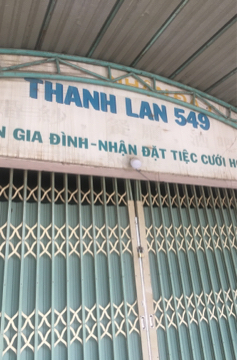 THANH LAN 549
GIA ĐÌNH-NHẬN ĐẶT TIỆC CƯỚI